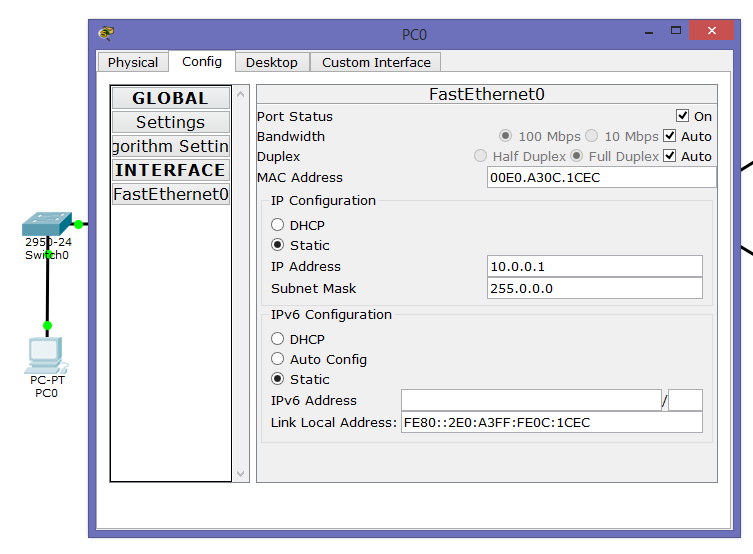 PC0
Physical Config Desktop Custom Interface
GLOBAL
Settings
gorithm Settin
INTERFACE
FastEthernet0
FastEthernet0
Port Status On
Bandwidth 100 Mbps 10 Mbps Auto
Duplex Half Duplex Full Duplex Auto
MAC Address 00E0.A30C.1CEC
IP Configuration
DHCP
Static
IP Address 10.0.0.1
Subnet Mask 255.0.0.0
IPv6 Configuration
DHCP
Auto Config
Static
IPv6 Address /
Link Local Address: FE80::2E0:A3FF:FE0C:1CEC
2950-24
Switch0
PC-PT
PC0